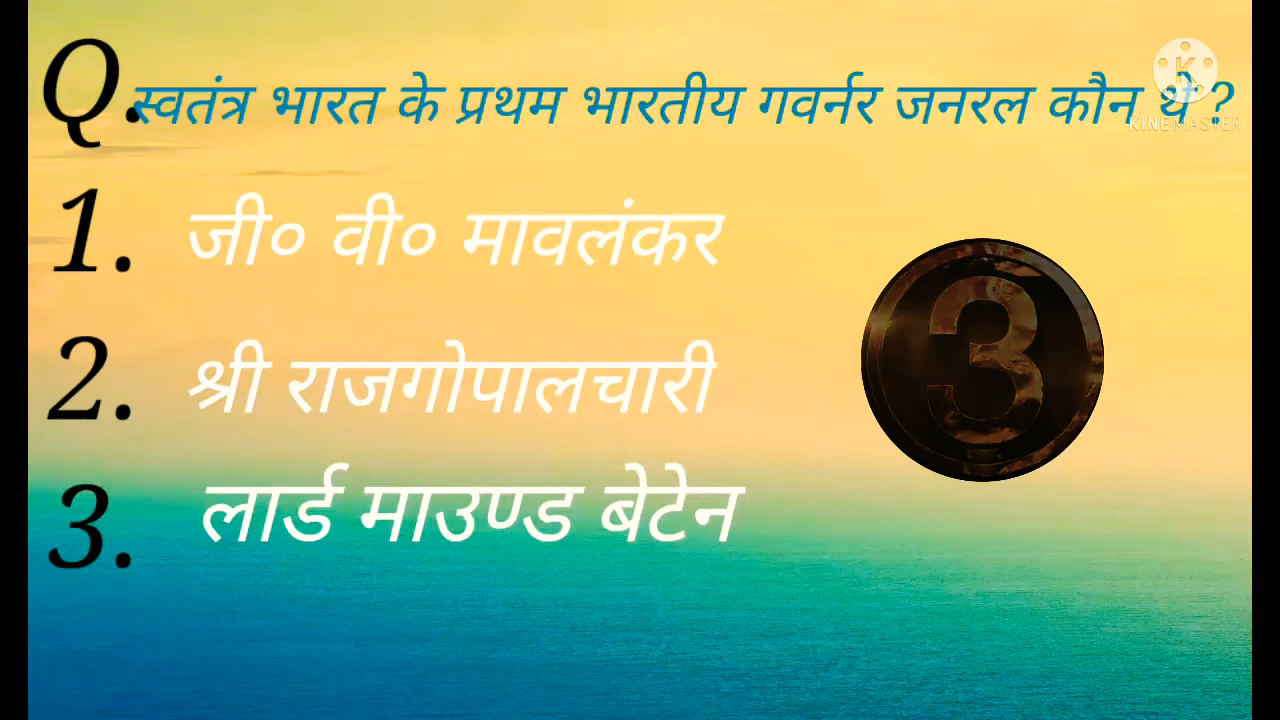 Q. स्वतंत्र भारत के प्रथम भारतीय गवर्नर जनरल कौन थे ?
K
KINEMASTER
1. जी० वी० मावलंकर
2. श्री राजगोपालचारी
3
3. लार्ड माउण्ड बेटेन